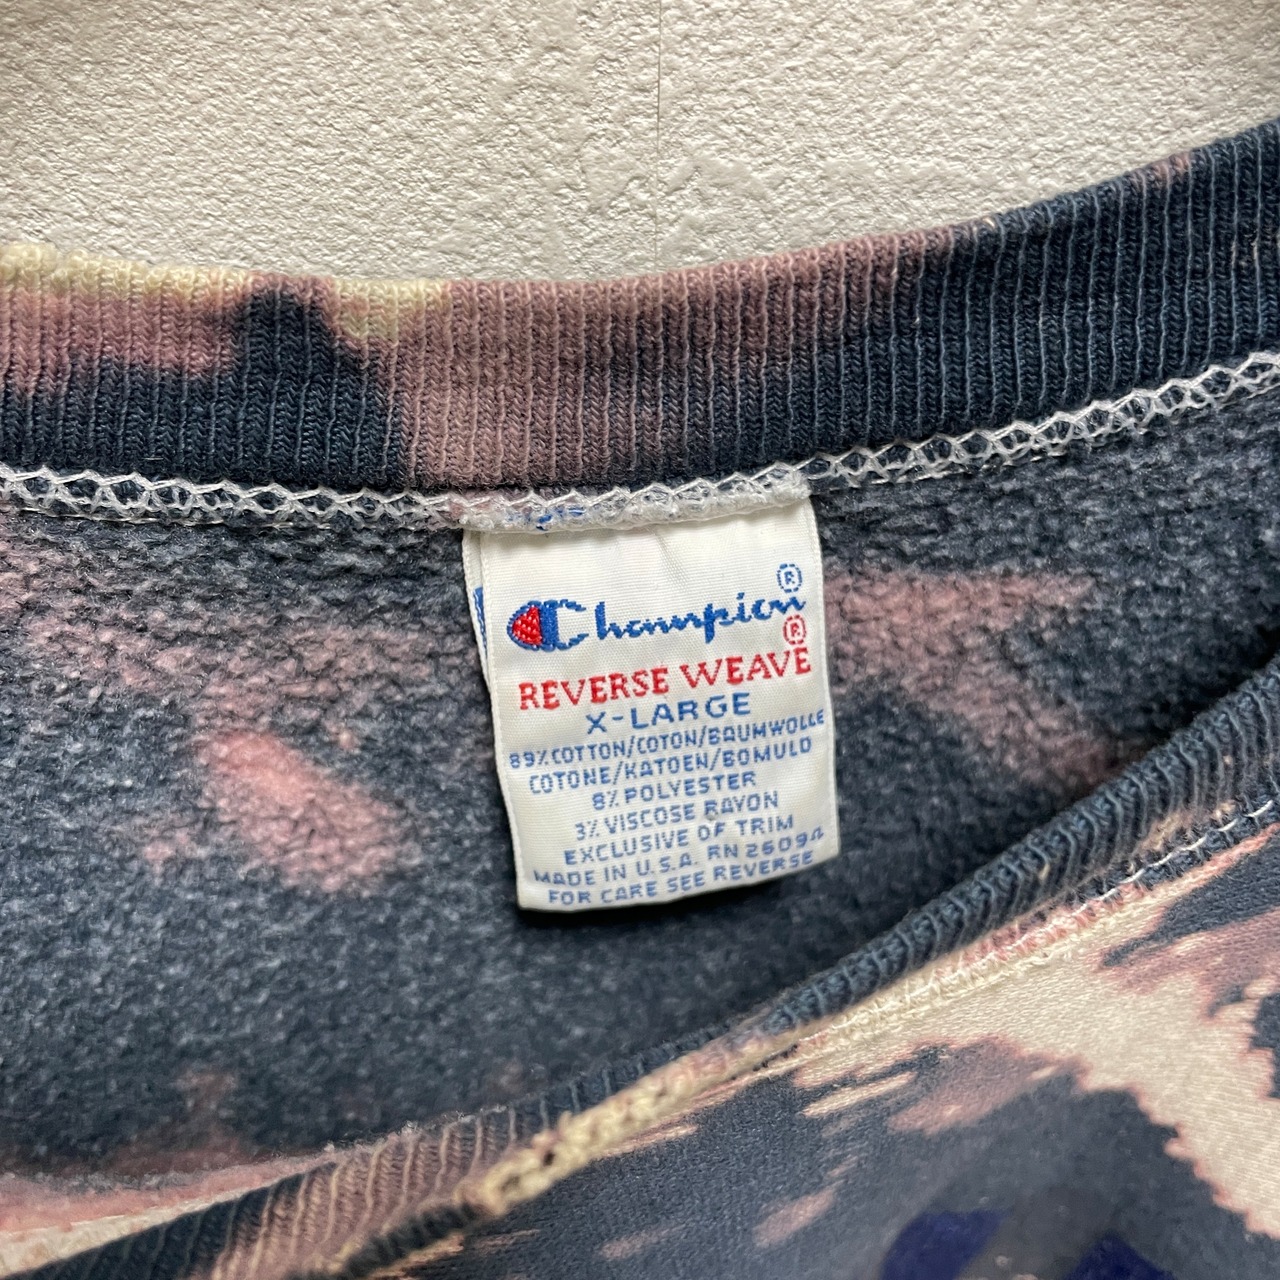 Champion®
®
REVERSE WEAVE
X-LARGE
89% COTTON/COTON/BAUMWOLLE
COTONE/KATOEN/BOMULD
8% POLYESTER
3% VISCOSE RAYON
EXCLUSIVE OF TRIM
MADE IN U.S.A. RN 26094
FOR CARE SEE REVERSE